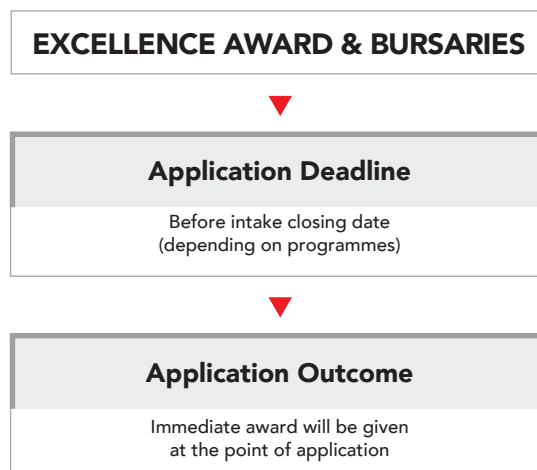 EXCELLENCE AWARD & BURSARIES
Application Deadline
Before intake closing date
(depending on programmes)
Application Outcome
Immediate award will be given
at the point of application